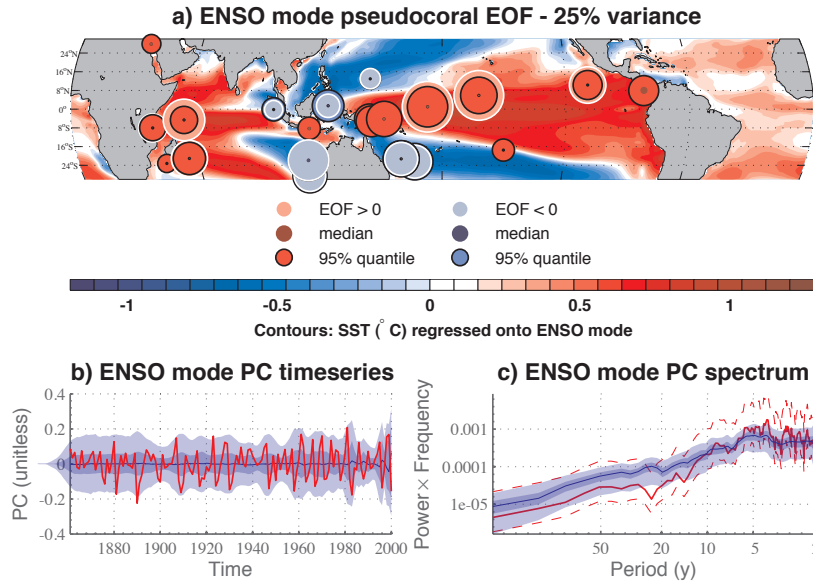 a) ENSO mode pseudocoral EOF - 25% variance
24°N
16°N
8°N
0°
8°S
16°S
24°S
EOF > 0
EOF < 0
median
median
95% quantile
95% quantile
-1
-0.5
0
0.5
1
Contours: SST (° C) regressed onto ENSO mode
b) ENSO mode PC timeseries
0.4
0.2
0
-0.2
-0.4
PC (unitless)
1880
1900
1920
1940
1960
1980
2000
Time
c) ENSO mode PC spectrum
Power× Frequency
0.001
0.0001
1e-05
50
20
10
5
Period (y)